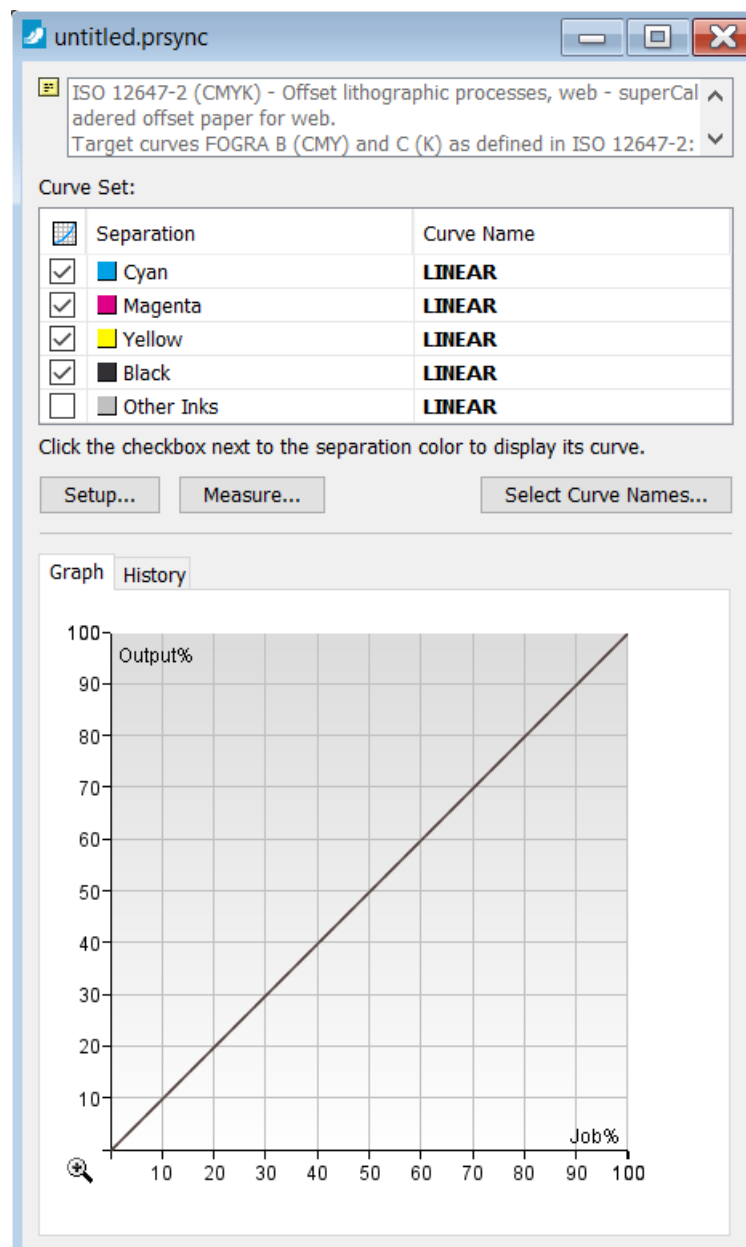 untitled.prsync
ISO 12647-2 (CMYK) - Offset lithographic processes, web - superCal
adered offset paper for web.
Target curves FOGRA B (CMY) and C (K) as defined in ISO 12647-2:
Curve Set:
Separation Curve Name
Cyan LINEAR
Magenta LINEAR
Yellow LINEAR
Black LINEAR
Other Inks LINEAR
Click the checkbox next to the separation color to display its curve.
Setup... Measure... Select Curve Names...
Graph History
100
Output%
90
80
70
60
50
40
30
20
10
Job%
10 20 30 40 50 60 70 80 90 100